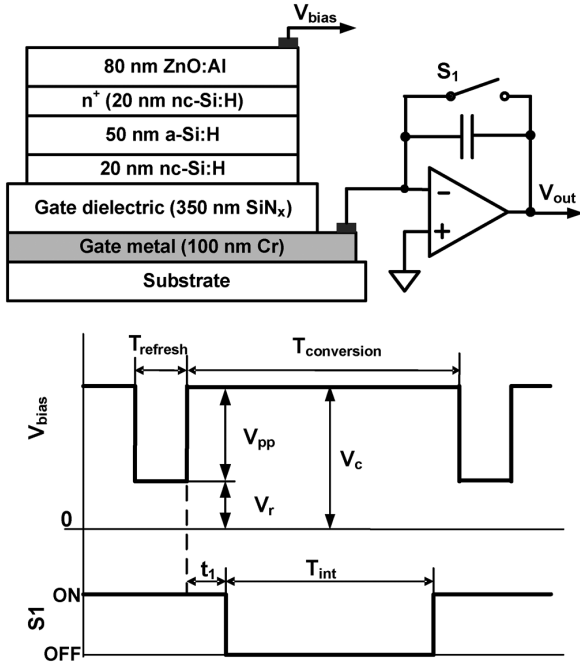 V_bias
80 nm ZnO:Al
n⁺ (20 nm nc-Si:H)
50 nm a-Si:H
20 nm nc-Si:H
Gate dielectric (350 nm SiNₓ)
Gate metal (100 nm Cr)
Substrate
S₁
−
+
V_out
T_refresh
T_conversion
V_bias
V_pp
V_c
V_r
0
t₁
T_int
S1
ON
OFF